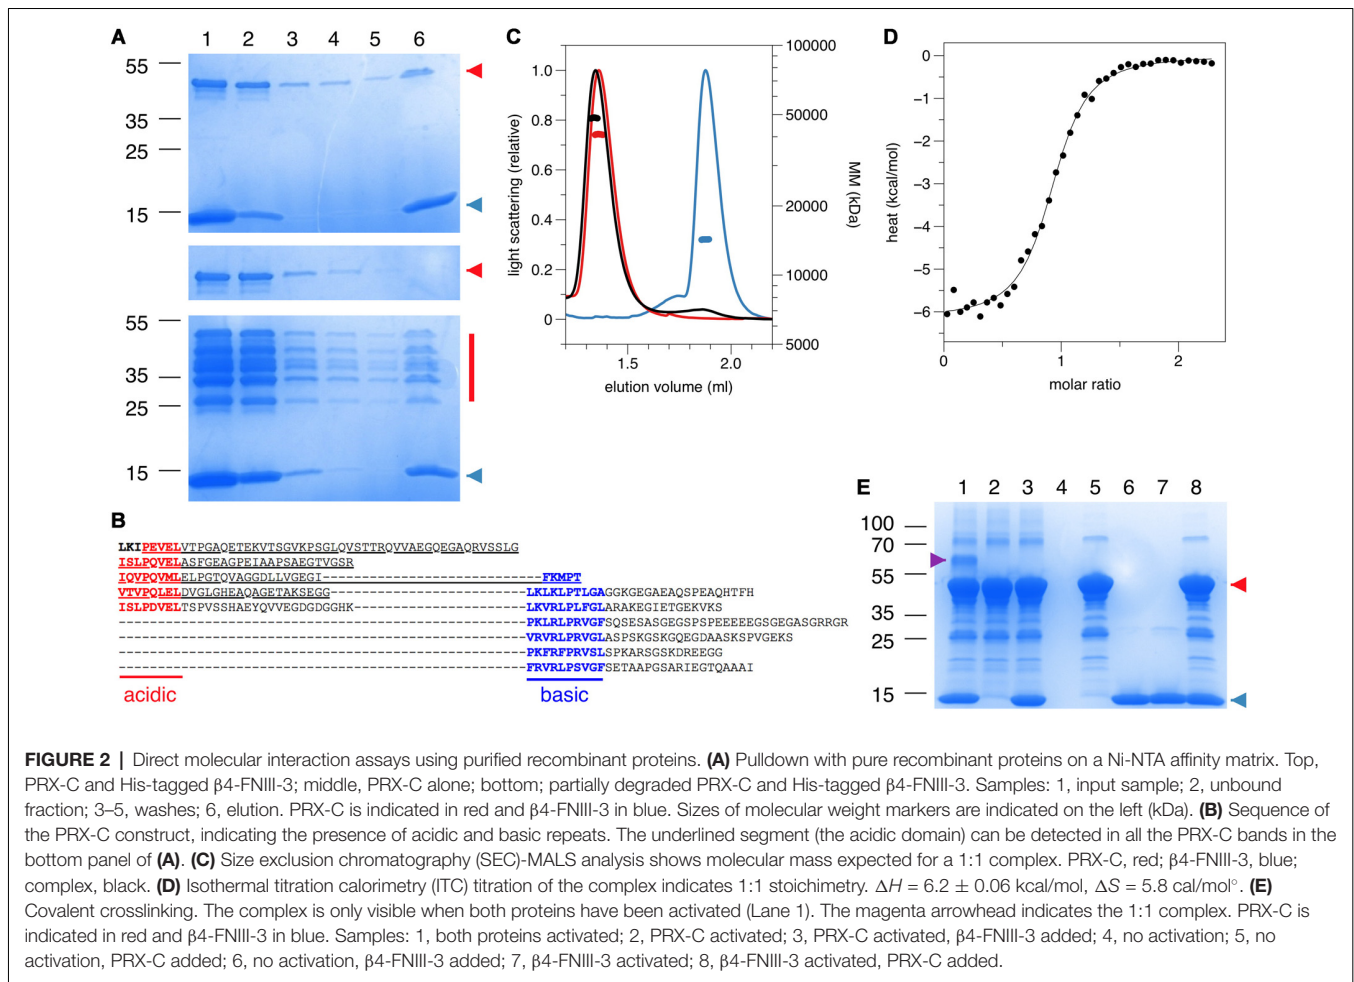 A
1 2 3 4 5 6
55
35
25
15
55
35
25
15
B
LKIPEVELVTPGAQETEKVTSGVKPSGLQVSTTRQVVAEGQEGAQRVSSLG
ISLPQVELASFGEAGPEIAAPSAEGTVGSR
IQVPQVMLELPGTQVAGGDLLVGEGI----------------------FKMPT
VTVPQLELDVGLGHEAQAGETAKSEGG--------------------LKLKLPTLGAGGKGEGAEAQSPEAQHTFH
ISLPDVELTSPVSSHAEYQVVEGDGDGGHK-----------------LKVRLPLFGLARAKEGIETGEKVKS
-----------------------------------------------PKLRLPRVGFSQSESASGEGSPSPEEEEEGSGEGASGRRGR
-----------------------------------------------VRVRLPRVGLASPSKGSKGQEGDAASKSPVGEKS
-----------------------------------------------PKFRFPRVSLSPKARSGSKDREEGG
-----------------------------------------------FRVRLPSVGFSETAAPGSARIEGTQAAAI
acidic basic
C
1.0
0.8
0.6
0.4
0.2
0
light scattering (relative)
100000
50000
20000
10000
5000
MM (kDa)
1.5 2.0
elution volume (ml)
D
0
−1
−2
−3
−4
−5
−6
heat (kcal/mol)
0 1 2
molar ratio
E
1 2 3 4 5 6 7 8
100
70
55
35
25
15
FIGURE 2 | Direct molecular interaction assays using purified recombinant proteins. (A) Pulldown with pure recombinant proteins on a Ni-NTA affinity matrix. Top,
PRX-C and His-tagged β4-FNIII-3; middle, PRX-C alone; bottom; partially degraded PRX-C and His-tagged β4-FNIII-3. Samples: 1, input sample; 2, unbound
fraction; 3–5, washes; 6, elution. PRX-C is indicated in red and β4-FNIII-3 in blue. Sizes of molecular weight markers are indicated on the left (kDa). (B) Sequence of
the PRX-C construct, indicating the presence of acidic and basic repeats. The underlined segment (the acidic domain) can be detected in all the PRX-C bands in the
bottom panel of (A). (C) Size exclusion chromatography (SEC)-MALS analysis shows molecular mass expected for a 1:1 complex. PRX-C, red; β4-FNIII-3, blue;
complex, black. (D) Isothermal titration calorimetry (ITC) titration of the complex indicates 1:1 stoichimetry. ΔH = 6.2 ± 0.06 kcal/mol, ΔS = 5.8 cal/mol°. (E)
Covalent crosslinking. The complex is only visible when both proteins have been activated (Lane 1). The magenta arrowhead indicates the 1:1 complex. PRX-C is
indicated in red and β4-FNIII-3 in blue. Samples: 1, both proteins activated; 2, PRX-C activated; 3, PRX-C activated, β4-FNIII-3 added; 4, no activation; 5, no
activation, PRX-C added; 6, no activation, β4-FNIII-3 added; 7, β4-FNIII-3 activated; 8, β4-FNIII-3 activated, PRX-C added.